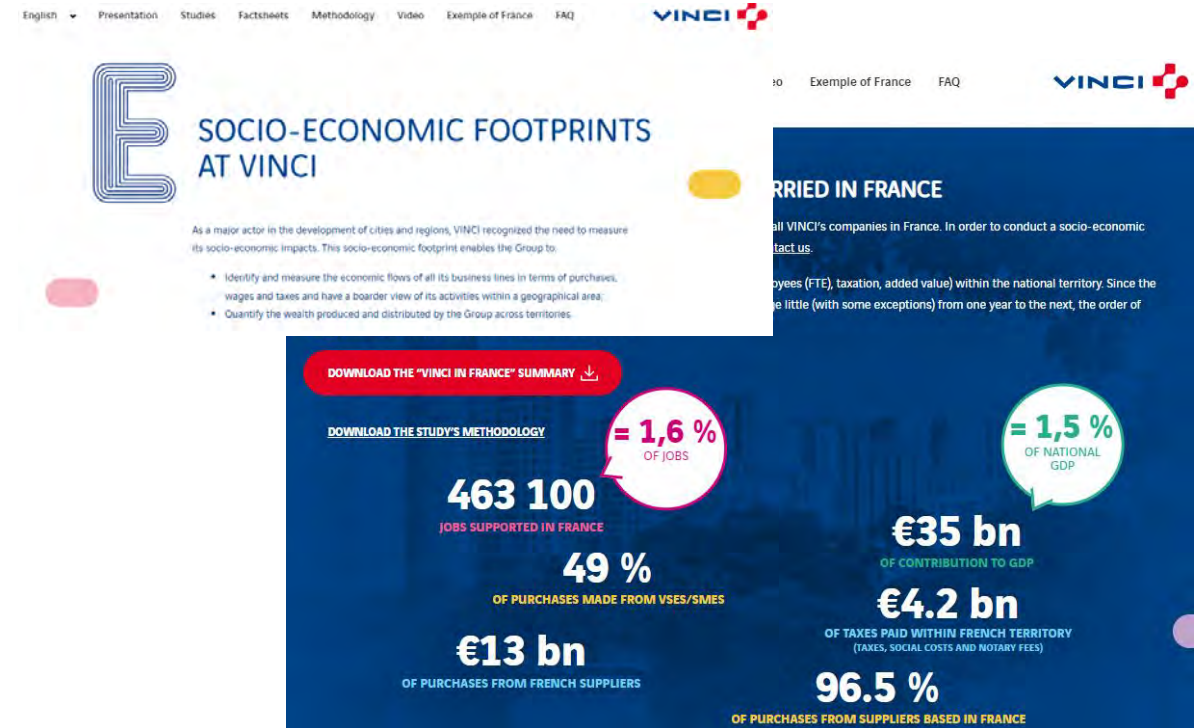 English Presentation Studies Factsheets Methodology Video Exemple of France FAQ VINCI
E
SOCIO-ECONOMIC FOOTPRINTS
AT VINCI
As a major actor in the development of cities and regions, VINCI recognized the need to measure
its socio-economic impacts. This socio-economic footprint enables the Group to:
• Identify and measure the economic flows of all its business lines in terms of purchases,
wages and taxes and have a boarder view of its activities within a geographical area;
• Quantify the wealth produced and distributed by the Group across territories
eo Exemple of France FAQ VINCI
RRIED IN FRANCE
all VINCI's companies in France. In order to conduct a socio-economic
tact us.
oyees (FTE), taxation, added value) within the national territory. Since the
ge little (with some exceptions) from one year to the next, the order of
DOWNLOAD THE "VINCI IN FRANCE" SUMMARY
DOWNLOAD THE STUDY'S METHODOLOGY
= 1,6 %
OF JOBS
463 100
JOBS SUPPORTED IN FRANCE
49 %
OF PURCHASES MADE FROM VSES/SMES
€13 bn
OF PURCHASES FROM FRENCH SUPPLIERS
= 1,5 %
OF NATIONAL
GDP
€35 bn
OF CONTRIBUTION TO GDP
€4.2 bn
OF TAXES PAID WITHIN FRENCH TERRITORY
(TAXES, SOCIAL COSTS AND NOTARY FEES)
96.5 %
OF PURCHASES FROM SUPPLIERS BASED IN FRANCE